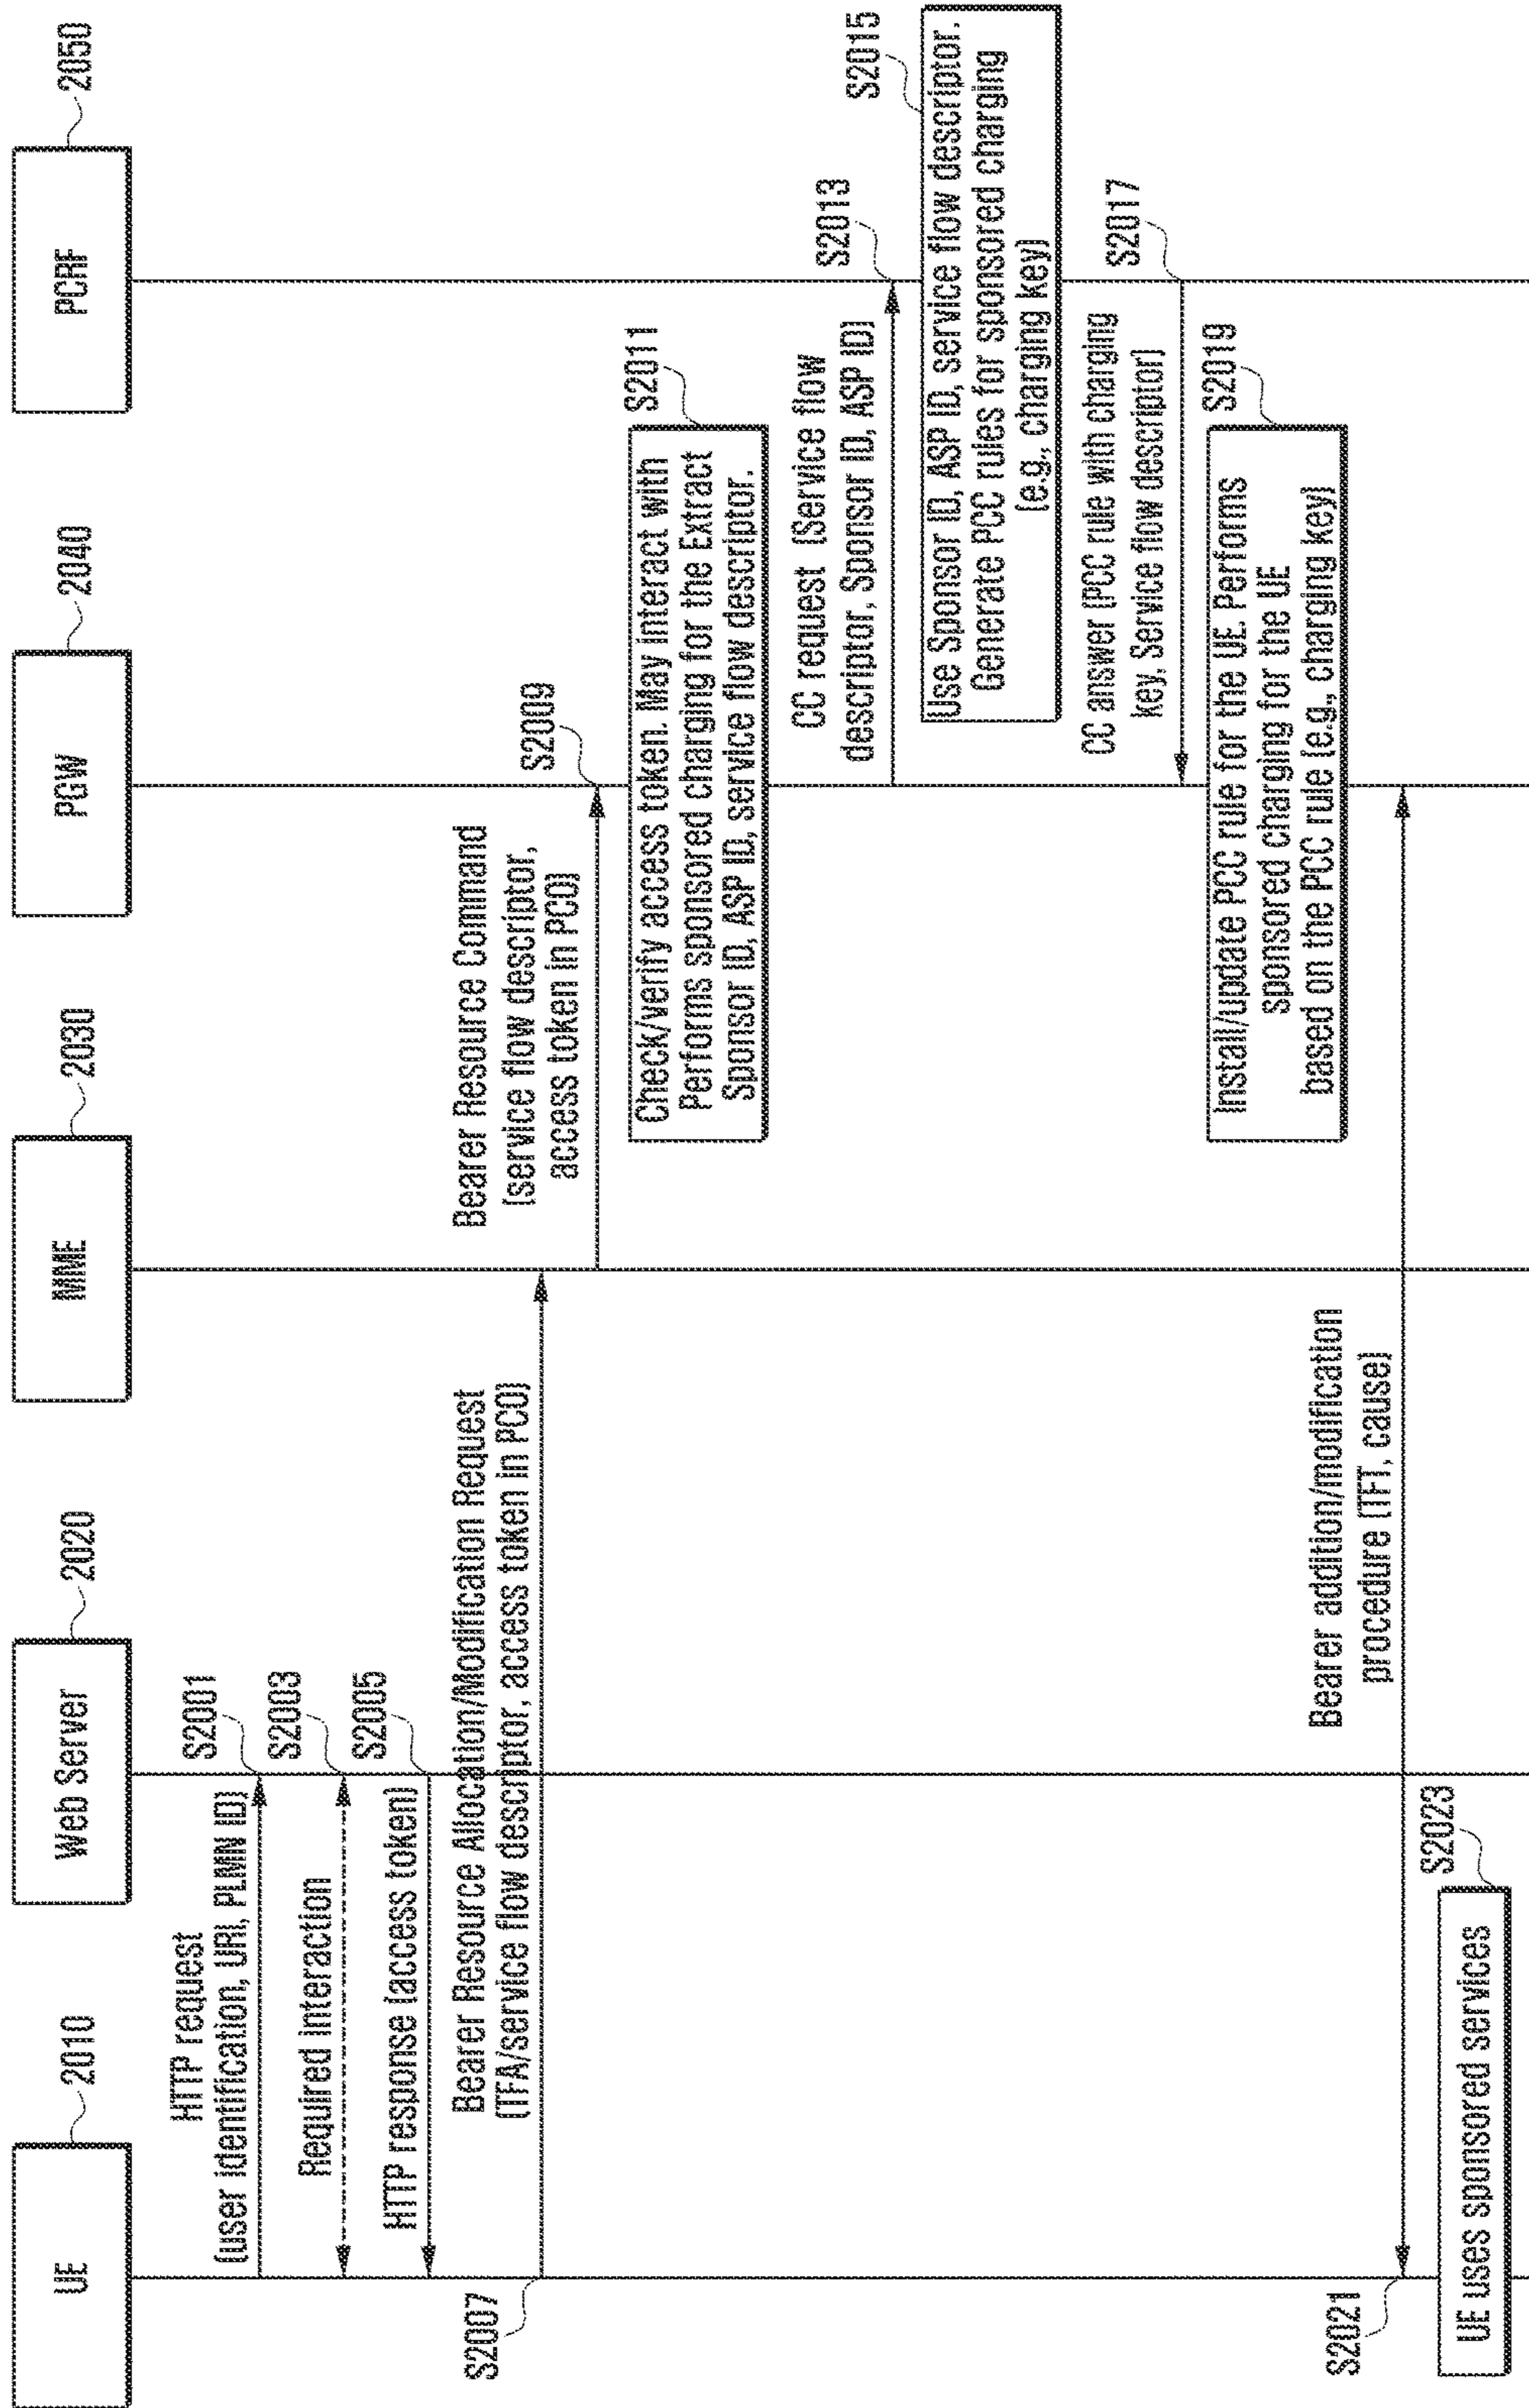 UE
2010
Web Server
2020
MME
2030
PGW
2040
PCRF
2050
HTTP request
(user identification, URI, PLMN ID)
S2001
Required interaction
S2003
HTTP response (access token)
S2005
S2007
Bearer Resource Allocation/Modification Request
(TFA/service flow descriptor, access token in PCO)
Bearer Resource Command
(service flow descriptor,
access token in PCO)
S2009
S2011
Check/verify access token. May interact with
Performs sponsored charging for the Extract
Sponsor ID, ASP ID, service flow descriptor.
CC request (Service flow
descriptor, Sponsor ID, ASP ID)
S2013
S2015
Use Sponsor ID, ASP ID, service flow descriptor.
Generate PCC rules for sponsored charging
(e.g., charging key)
CC answer (PCC rule with charging
key, Service flow descriptor)
S2017
S2019
Install/update PCC rule for the UE. Performs
sponsored charging for the UE
based on the PCC rule (e.g., charging key)
S2021
Bearer addition/modification
procedure (TFT, cause)
S2023
UE uses sponsored services